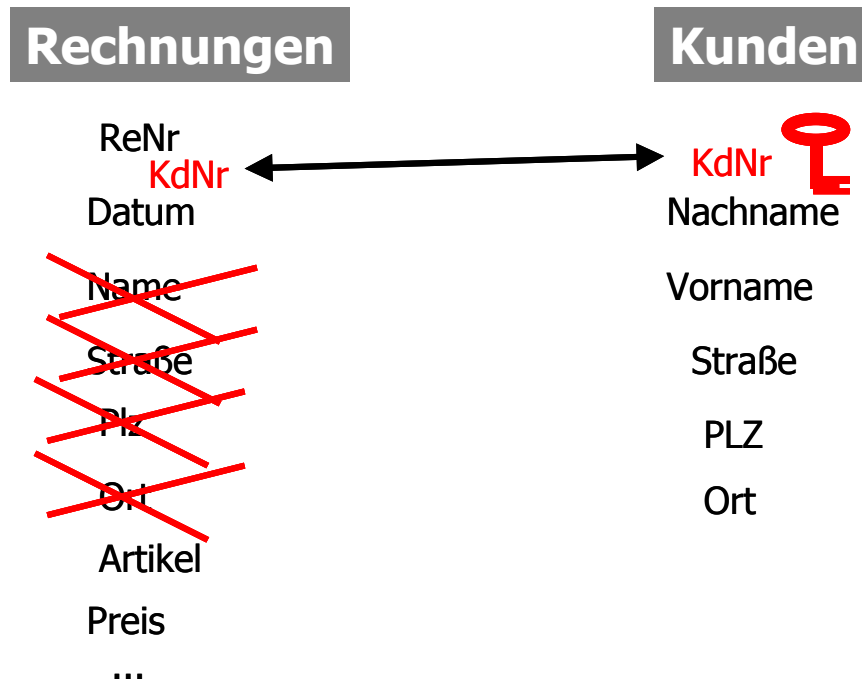 Rechnungen
ReNr
KdNr
Datum
Name
Straße
Plz
Ort
Artikel
Preis
...
Kunden
KdNr
Nachname
Vorname
Straße
PLZ
Ort